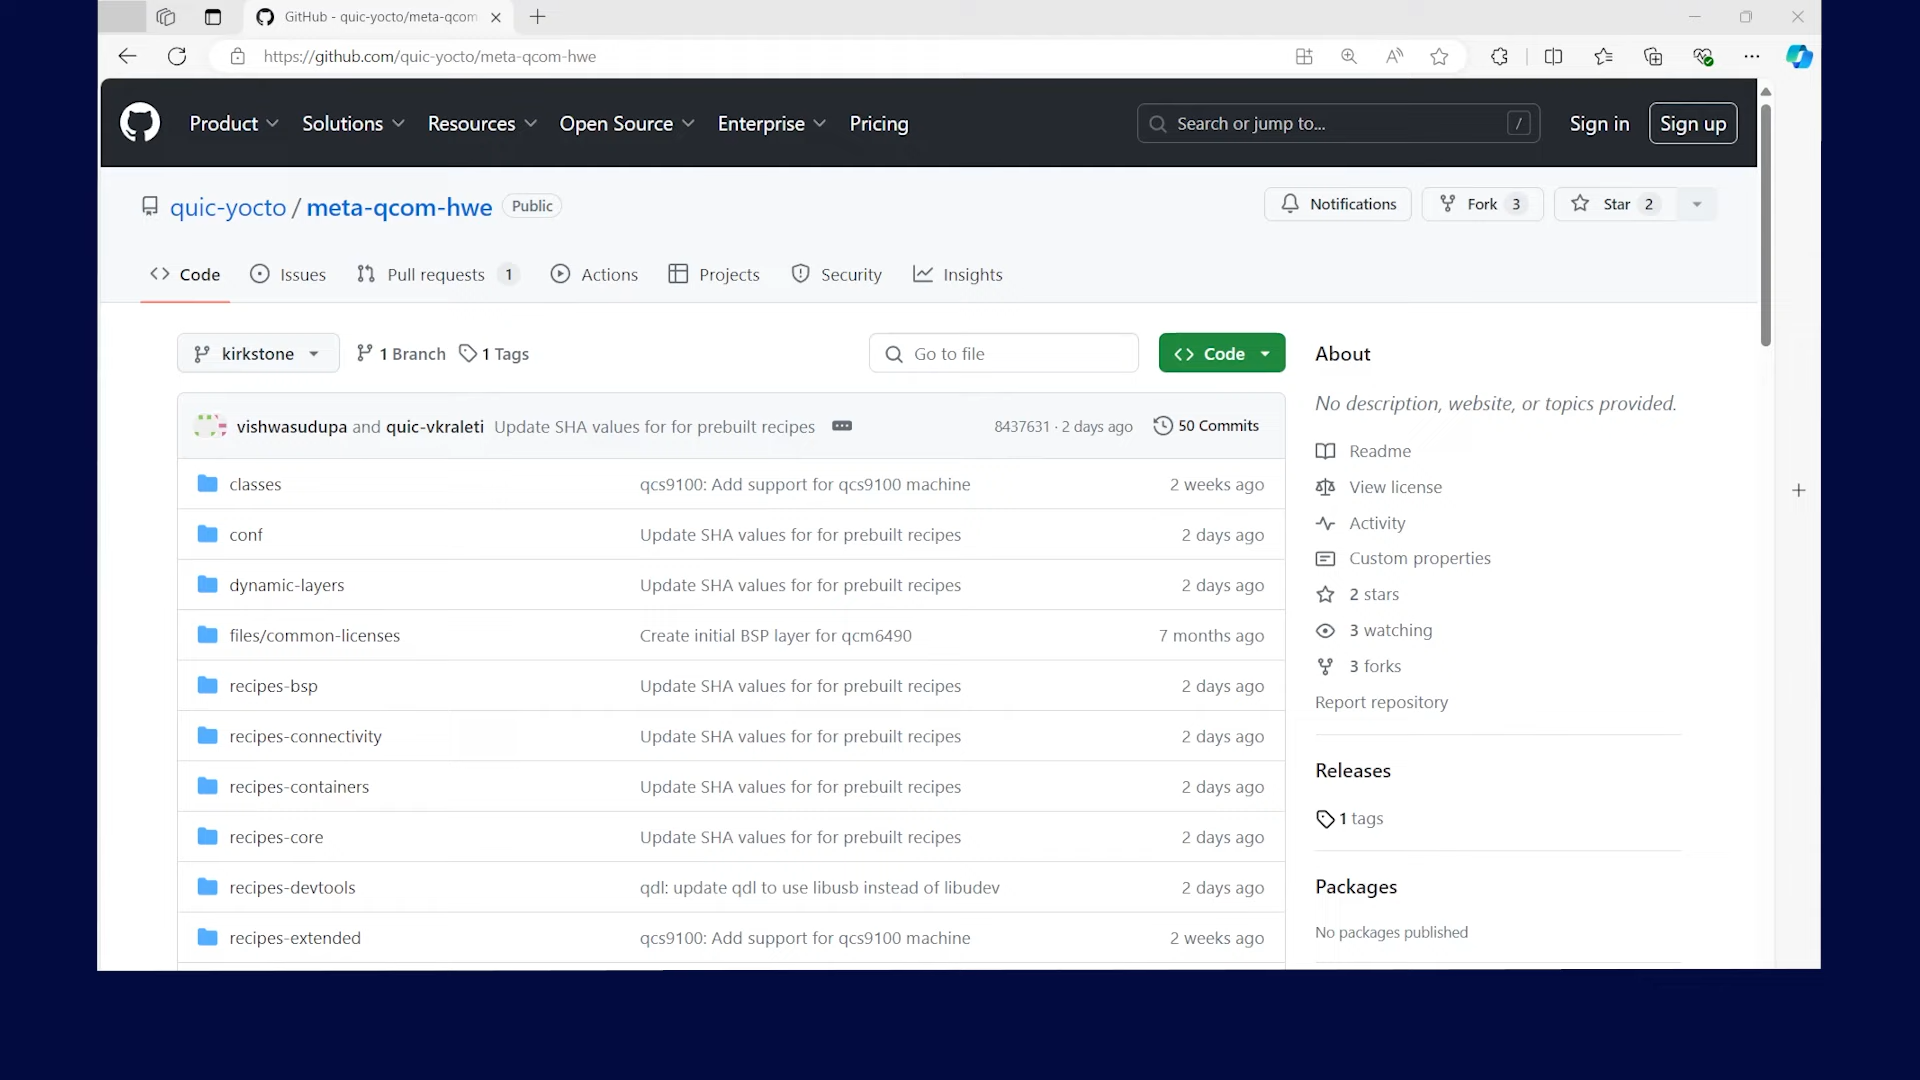 GitHub - quic-yocto/meta-qcom
https://github.com/quic-yocto/meta-qcom-hwe
Product Solutions Resources Open Source Enterprise Pricing Search or jump to... / Sign in Sign up
quic-yocto / meta-qcom-hwe Public Notifications Fork 3 Star 2
Code Issues Pull requests 1 Actions Projects Security Insights
kirkstone 1 Branch 1 Tags Go to file Code
vishwasudupa and quic-vkraleti Update SHA values for for prebuilt recipes 8437631 · 2 days ago 50 Commits
classes qcs9100: Add support for qcs9100 machine 2 weeks ago
conf Update SHA values for for prebuilt recipes 2 days ago
dynamic-layers Update SHA values for for prebuilt recipes 2 days ago
files/common-licenses Create initial BSP layer for qcm6490 7 months ago
recipes-bsp Update SHA values for for prebuilt recipes 2 days ago
recipes-connectivity Update SHA values for for prebuilt recipes 2 days ago
recipes-containers Update SHA values for for prebuilt recipes 2 days ago
recipes-core Update SHA values for for prebuilt recipes 2 days ago
recipes-devtools qdl: update qdl to use libusb instead of libudev 2 days ago
recipes-extended qcs9100: Add support for qcs9100 machine 2 weeks ago
About
No description, website, or topics provided.
Readme
View license
Activity
Custom properties
2 stars
3 watching
3 forks
Report repository
Releases
1 tags
Packages
No packages published